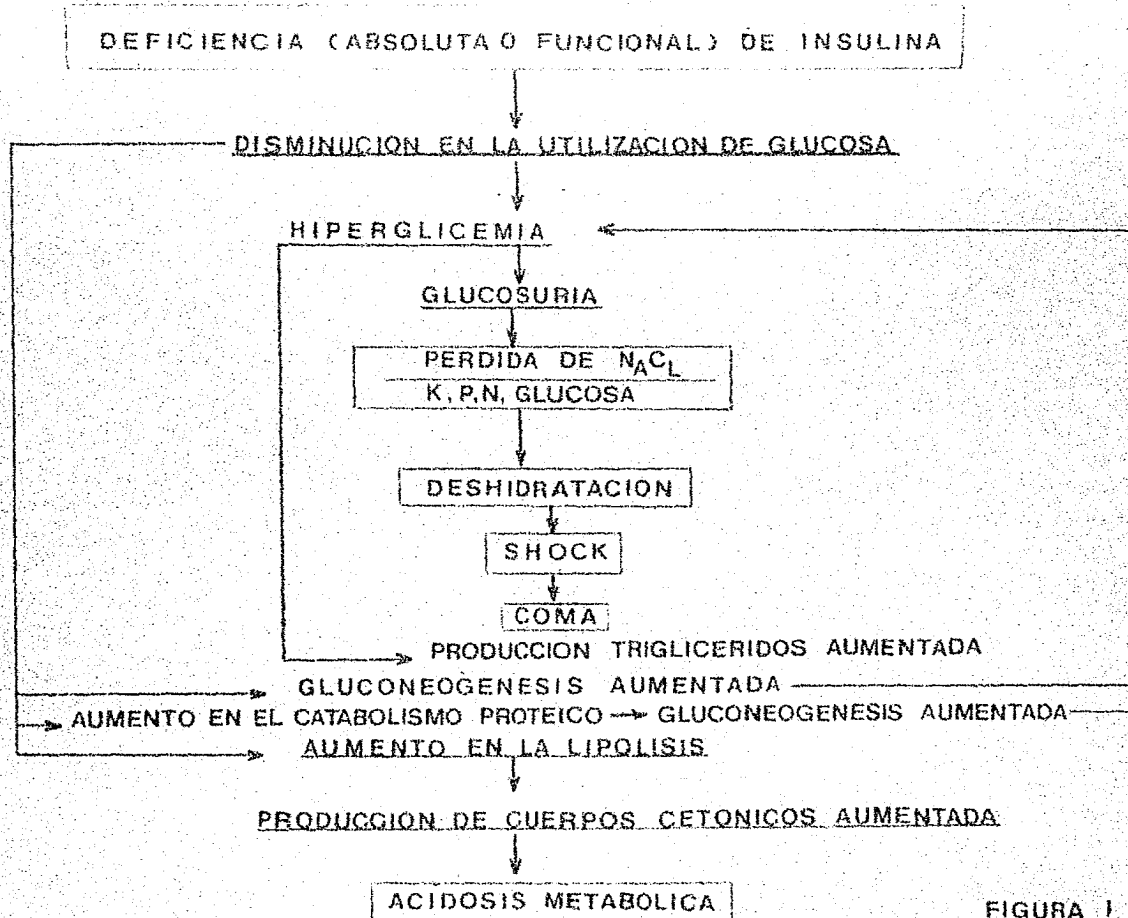 DEFICIENCIA (ABSOLUTA O FUNCIONAL) DE INSULINA
DISMINUCION EN LA UTILIZACION DE GLUCOSA
HIPERGLICEMIA
GLUCOSURIA
PERDIDA DE NACL
K, P, N, GLUCOSA
DESHIDRATACION
SHOCK
COMA
PRODUCCION TRIGLICERIDOS AUMENTADA
GLUCONEOGENESIS AUMENTADA
AUMENTO EN EL CATABOLISMO PROTEICO → GLUCONEOGENESIS AUMENTADA
AUMENTO EN LA LIPOLISIS
PRODUCCION DE CUERPOS CETONICOS AUMENTADA
ACIDOSIS METABOLICA
FIGURA I